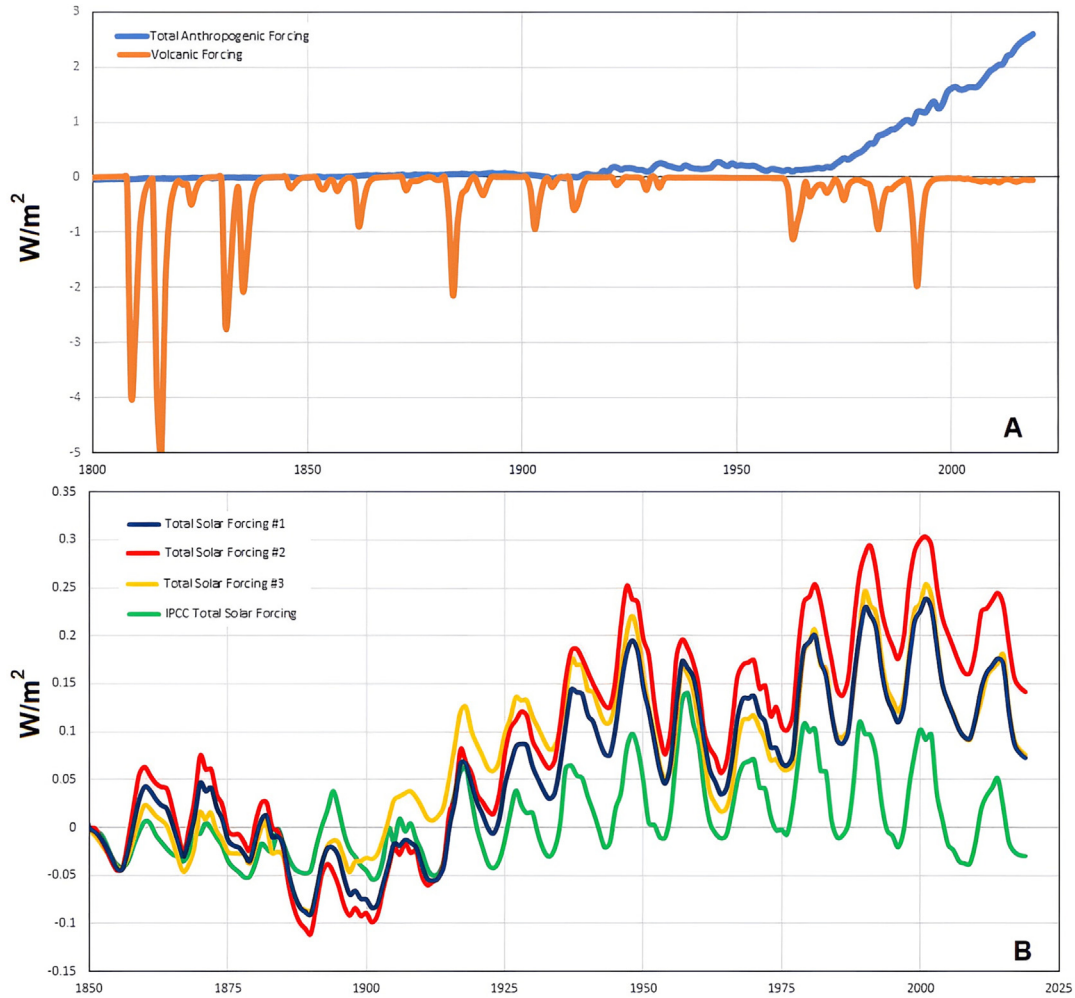 3
Total Anthropogenic Forcing
Volcanic Forcing
2
1
0
W/m²
-1
-2
-3
-4
A
-5
1800 1850 1900 1950 2000
0.35
Total Solar Forcing #1
0.3
Total Solar Forcing #2
0.25
Total Solar Forcing #3
IPCC Total Solar Forcing
0.2
0.15
W/m²
0.1
0.05
0
-0.05
-0.1
B
-0.15
1850 1875 1900 1925 1950 1975 2000 2025